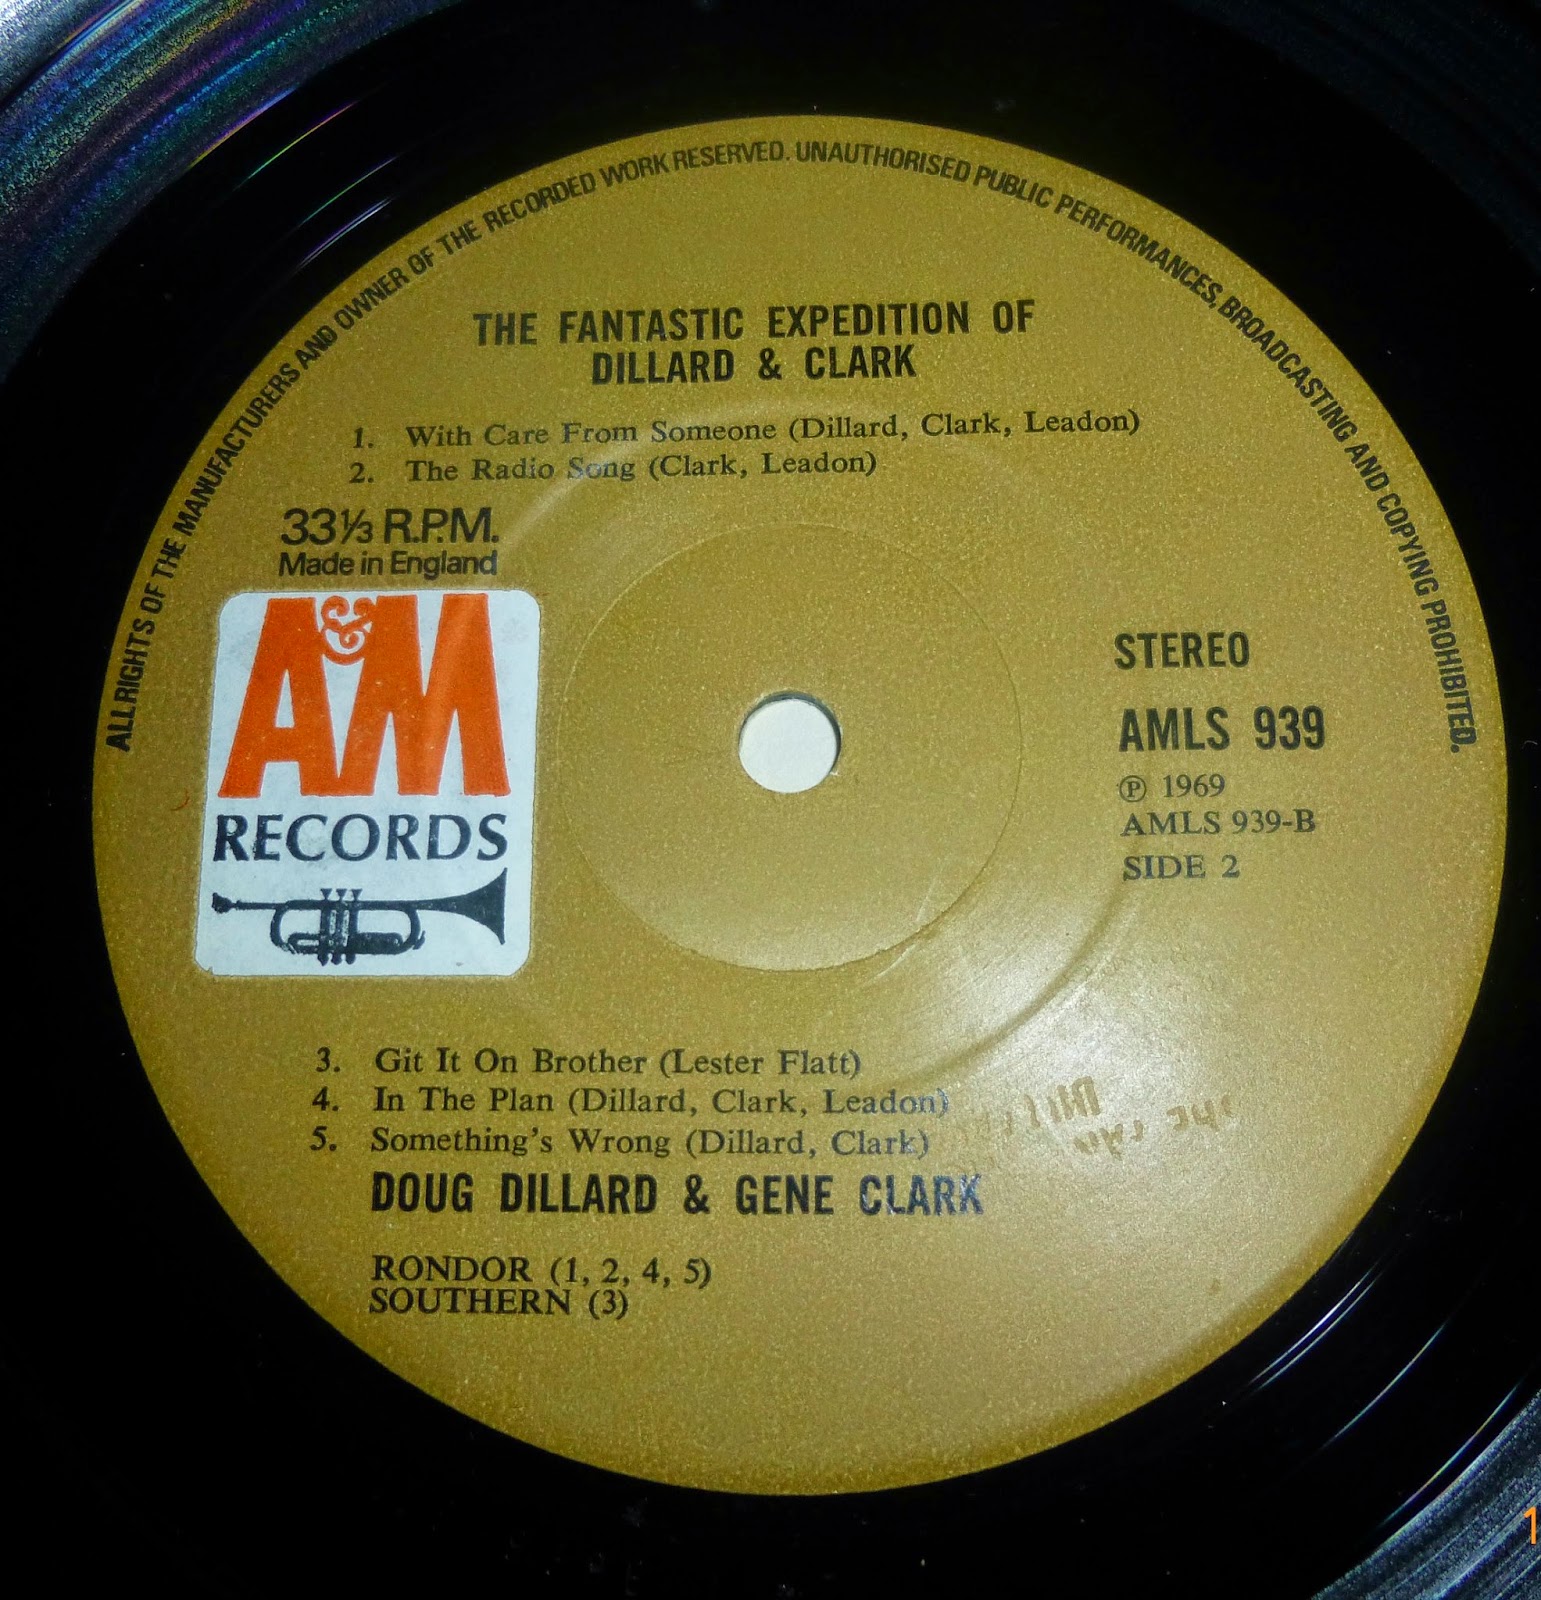 ALL RIGHTS OF THE MANUFACTURERS AND OWNER OF THE RECORDED WORK RESERVED. UNAUTHORISED PUBLIC PERFORMANCES, BROADCASTING AND COPYING PROHIBITED.
THE FANTASTIC EXPEDITION OF
DILLARD & CLARK
1. With Care From Someone (Dillard, Clark, Leadon)
2. The Radio Song (Clark, Leadon)
33⅓ R.P.M.
Made in England
A&M
RECORDS
STEREO
AMLS 939
℗ 1969
AMLS 939-B
SIDE 2
3. Git It On Brother (Lester Flatt)
4. In The Plan (Dillard, Clark, Leadon)
5. Something's Wrong (Dillard, Clark)
DOUG DILLARD & GENE CLARK
RONDOR (1, 2, 4, 5)
SOUTHERN (3)
1